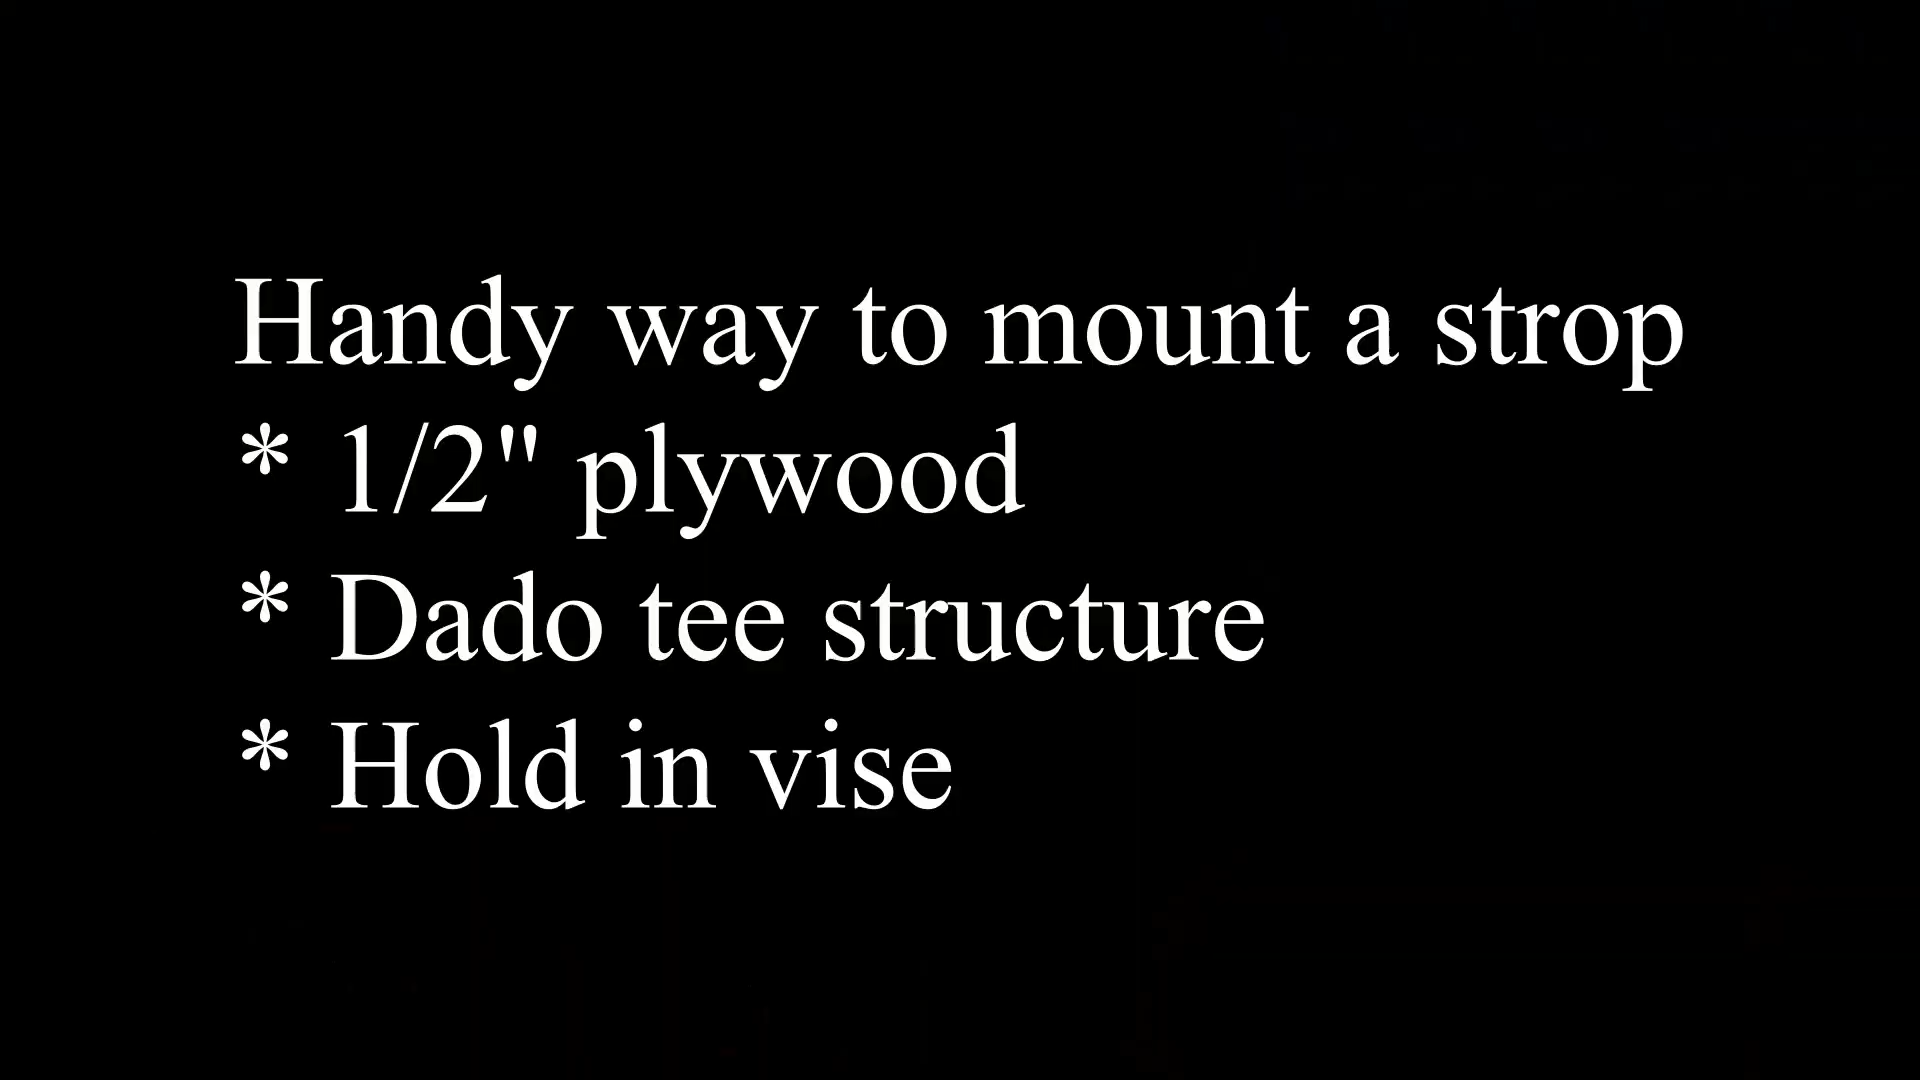 Handy way to mount a strop
* 1/2" plywood
* Dado tee structure
* Hold in vise